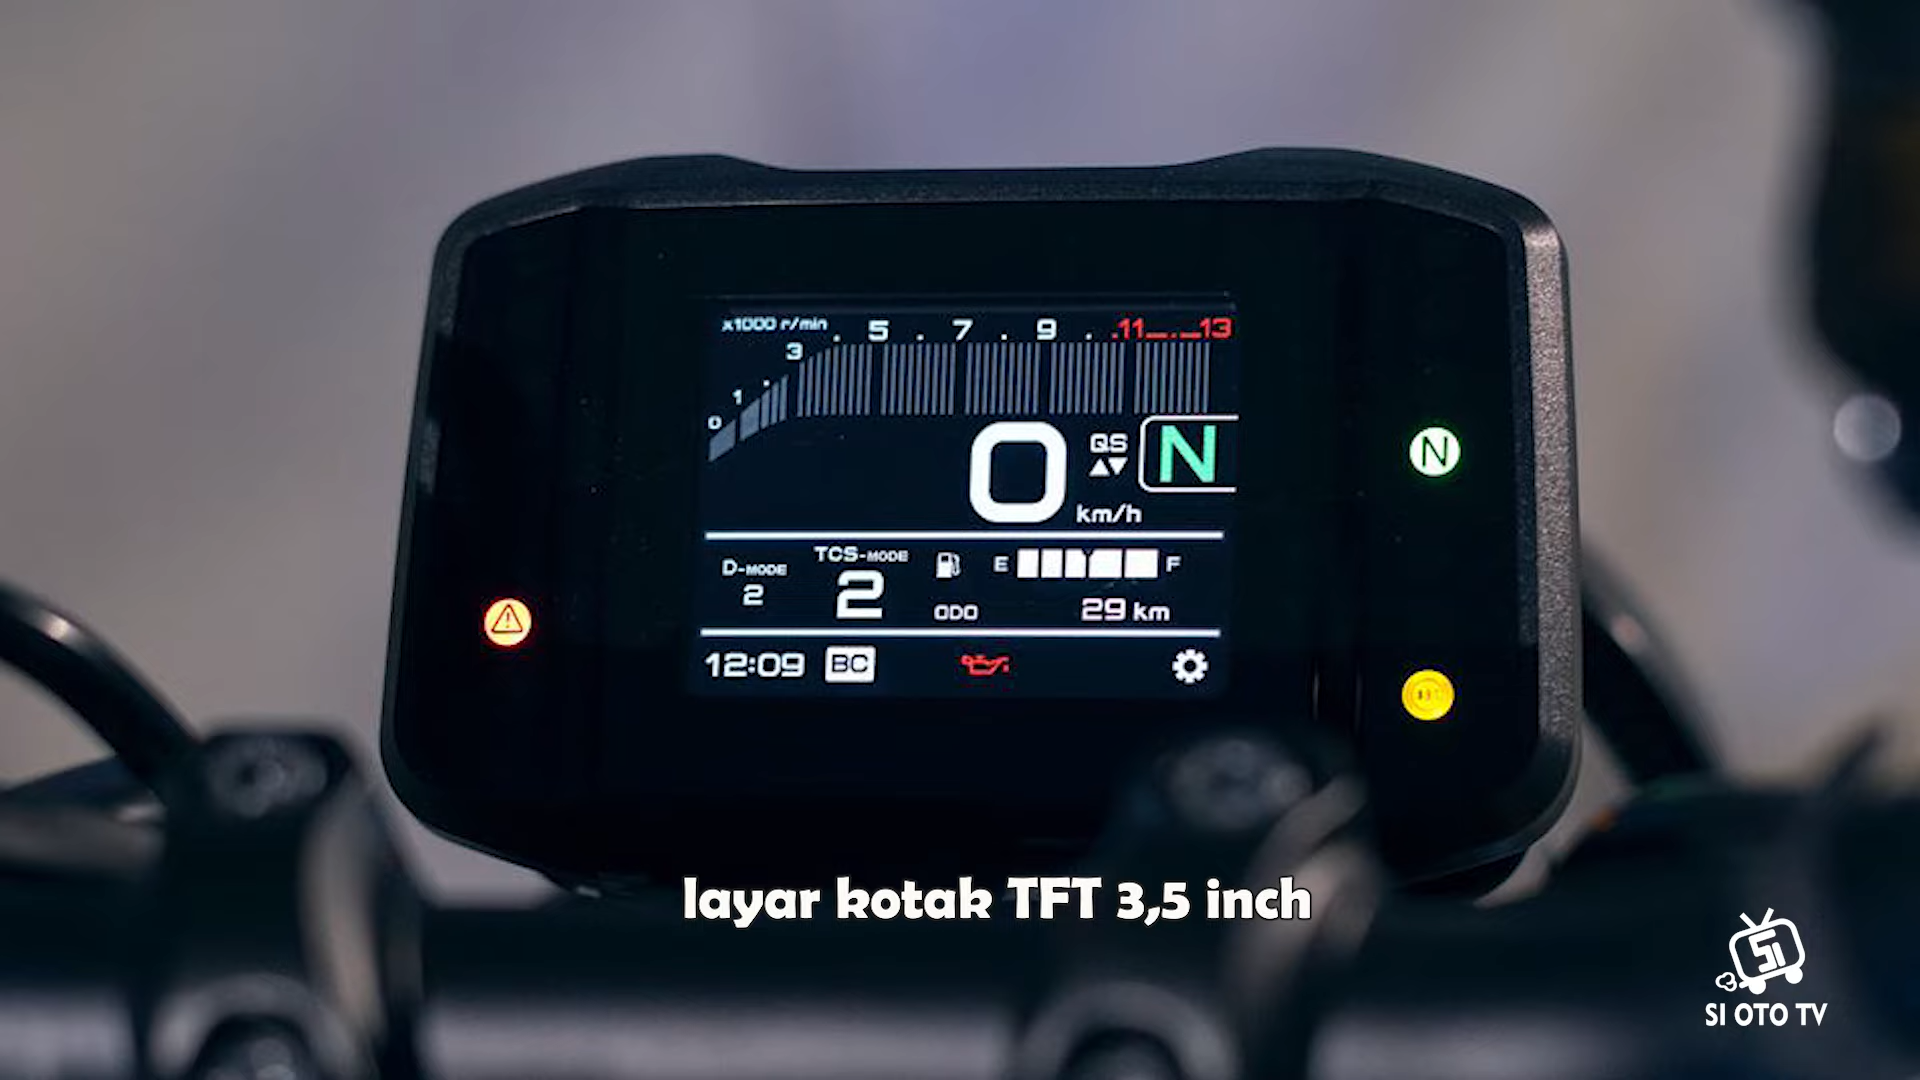 x1000 r/min
0 1 3 5 7 9 11 13
0
km/h
QS
N
N
D-MODE
2
TCS-MODE
2
E F
ODO 29 km
12:09 BC
layar kotak TFT 3,5 inch
SI
SI OTO TV